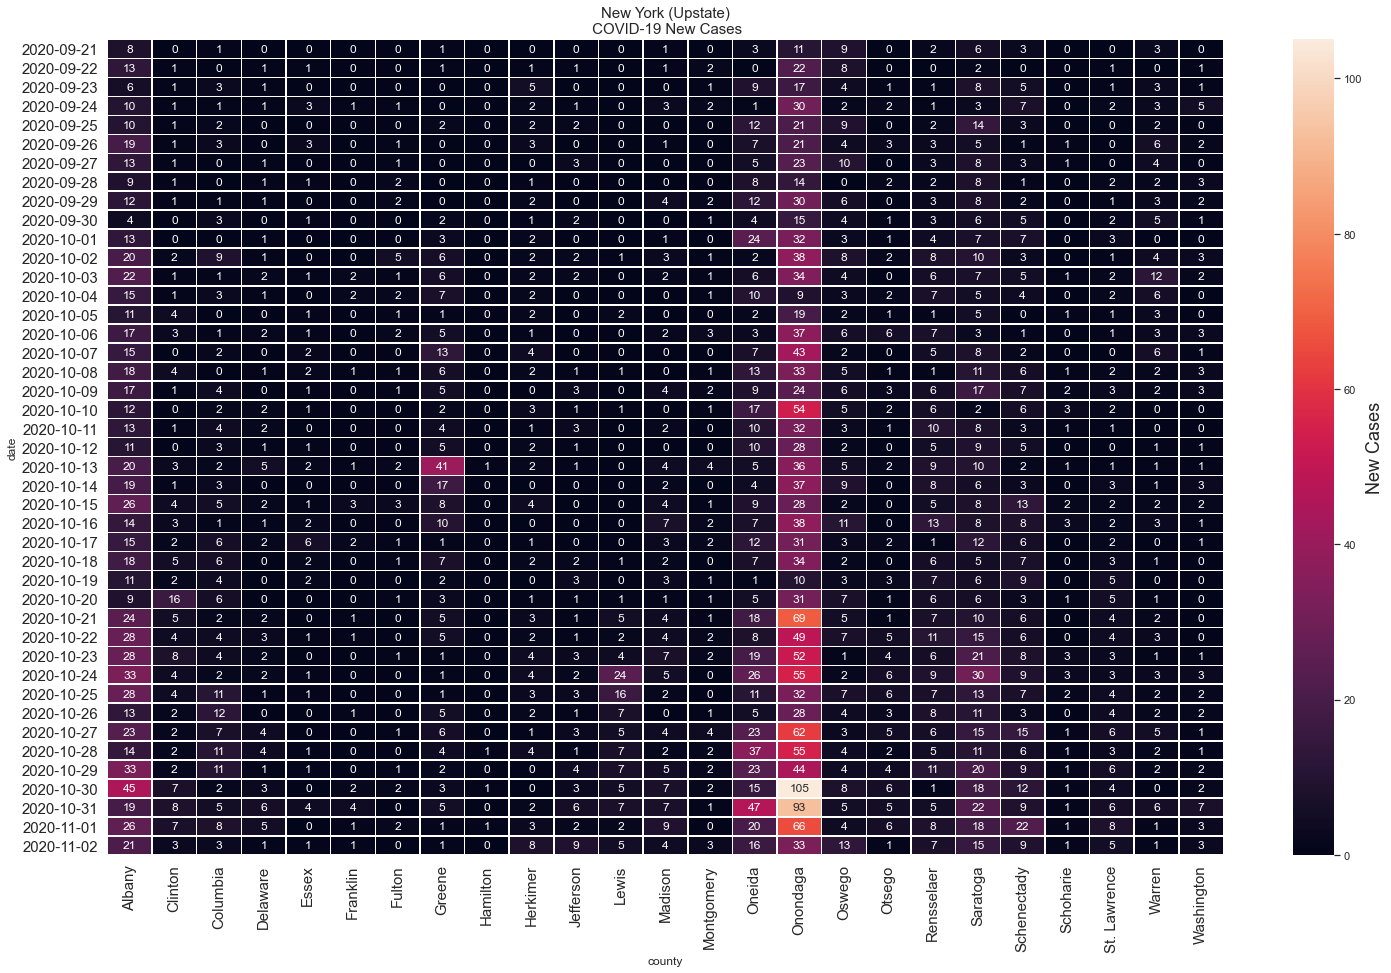 New York (Upstate)
COVID-19 New Cases
2020-09-21 8 0 1 0 0 0 0 1 0 0 0 0 1 0 3 11 9 0 2 6 3 0 0 3 0
2020-09-22 13 1 0 1 1 0 0 1 0 1 1 0 1 2 0 22 8 0 0 2 0 0 1 0 1
2020-09-23 6 1 3 1 0 0 0 0 0 5 0 0 0 1 9 17 4 1 1 8 5 0 1 3 1
2020-09-24 10 1 1 1 3 1 1 0 0 2 1 0 3 2 1 30 2 2 1 3 7 0 2 3 5
2020-09-25 10 1 2 0 0 0 0 2 0 2 2 0 0 0 12 21 9 0 2 14 3 0 0 2 0
2020-09-26 19 1 3 0 3 0 1 0 0 3 0 0 1 0 7 21 4 3 3 5 1 1 0 6 2
2020-09-27 13 1 0 1 0 0 1 0 0 0 3 0 0 0 5 23 10 0 3 8 3 1 0 4 0
2020-09-28 9 1 0 1 1 0 2 0 0 1 0 0 0 0 8 14 0 2 2 8 1 0 2 2 3
2020-09-29 12 1 1 1 0 0 2 0 0 2 0 0 4 2 12 30 6 0 3 8 2 0 1 3 2
2020-09-30 4 0 3 0 1 0 0 2 0 1 2 0 0 1 4 15 4 1 3 6 5 0 2 5 1
2020-10-01 13 0 0 1 0 0 0 3 0 2 0 0 1 0 24 32 3 1 4 7 7 0 3 0 0
2020-10-02 20 2 9 1 0 0 5 6 0 2 2 1 3 1 2 38 8 2 8 10 3 0 1 4 3
2020-10-03 22 1 1 2 1 2 1 6 0 2 2 0 2 1 6 34 4 0 6 7 5 1 2 12 2
2020-10-04 15 1 3 1 0 2 2 7 0 2 0 0 0 1 10 9 3 2 7 5 4 0 2 6 0
2020-10-05 11 4 0 0 1 0 1 1 0 2 0 2 0 0 2 19 2 1 1 5 0 1 1 3 0
2020-10-06 17 3 1 2 1 0 2 5 0 1 0 0 2 3 3 37 6 6 7 3 1 0 1 3 3
2020-10-07 15 0 2 0 2 0 0 13 0 4 0 0 0 0 7 43 2 0 5 8 2 0 0 6 1
2020-10-08 18 4 0 1 2 1 1 6 0 2 1 1 0 1 13 33 5 1 1 11 6 1 2 2 3
2020-10-09 17 1 4 0 1 0 1 5 0 0 3 0 4 2 9 24 6 3 6 17 7 2 3 2 3
2020-10-10 12 0 2 2 1 0 0 2 0 3 1 1 0 1 17 54 5 2 6 2 6 3 2 0 0
2020-10-11 13 1 4 2 0 0 0 4 0 1 3 0 2 0 10 32 3 1 10 8 3 1 1 0 0
2020-10-12 11 0 3 1 1 0 0 5 0 2 1 0 0 0 10 28 2 0 5 9 5 0 0 1 1
2020-10-13 20 3 2 5 2 1 2 41 1 2 1 0 4 4 5 36 5 2 9 10 2 1 1 1 1
2020-10-14 19 1 3 0 0 0 0 17 0 0 0 0 2 0 4 37 9 0 8 6 3 0 3 1 3
2020-10-15 26 4 5 2 1 3 3 8 0 4 0 0 4 1 9 28 2 0 5 8 13 2 2 2 2
2020-10-16 14 3 1 1 2 0 0 10 0 0 0 0 7 2 7 38 11 0 13 8 8 3 2 3 1
2020-10-17 15 2 6 2 6 2 1 1 0 1 0 0 3 2 12 31 3 2 1 12 6 0 2 0 1
2020-10-18 18 5 6 0 2 0 1 7 0 2 2 1 2 0 7 34 2 0 6 5 7 0 3 1 0
2020-10-19 11 2 4 0 2 0 0 2 0 0 3 0 3 1 1 10 3 3 7 6 9 0 5 0 0
2020-10-20 9 16 6 0 0 0 1 3 0 1 1 1 1 1 5 31 7 1 6 6 3 1 5 1 0
2020-10-21 24 5 2 2 0 1 0 5 0 3 1 5 4 1 18 69 5 1 7 10 6 0 4 2 0
2020-10-22 28 4 4 3 1 1 0 5 0 2 1 2 4 2 8 49 7 5 11 15 6 0 4 3 0
2020-10-23 28 8 4 2 0 0 1 1 0 4 3 4 7 2 19 52 1 4 6 21 8 3 3 1 1
2020-10-24 33 4 2 2 1 0 0 1 0 4 2 24 5 0 26 55 2 6 9 30 9 3 3 3 3
2020-10-25 28 4 11 1 1 0 0 1 0 3 3 16 2 0 11 32 7 6 7 13 7 2 4 2 2
2020-10-26 13 2 12 0 0 1 0 5 0 2 1 7 0 1 5 28 4 3 8 11 3 0 4 2 2
2020-10-27 23 2 7 4 0 0 1 6 0 1 3 5 4 4 23 62 3 5 6 15 15 1 6 5 1
2020-10-28 14 2 11 4 1 0 0 4 1 4 1 7 2 2 37 55 4 2 5 11 6 1 3 2 1
2020-10-29 33 2 11 1 1 0 1 2 0 0 4 7 5 2 23 44 4 4 11 20 9 1 6 2 2
2020-10-30 45 7 2 3 0 2 2 3 1 0 3 5 7 2 15 105 8 6 1 18 12 1 4 0 2
2020-10-31 19 8 5 6 4 4 0 5 0 2 6 7 7 1 47 93 5 5 5 22 9 1 6 6 7
2020-11-01 26 7 8 5 0 1 2 1 1 3 2 2 9 0 20 66 4 6 8 18 22 1 8 1 3
2020-11-02 21 3 3 1 1 1 0 1 0 8 9 5 4 3 16 33 13 1 7 15 9 1 5 1 3
date
Albany Clinton Columbia Delaware Essex Franklin Fulton Greene Hamilton Herkimer Jefferson Lewis Madison Montgomery Oneida Onondaga Oswego Otsego Rensselaer Saratoga Schenectady Schoharie St. Lawrence Warren Washington
county
100
80
60
40
20
0
New Cases